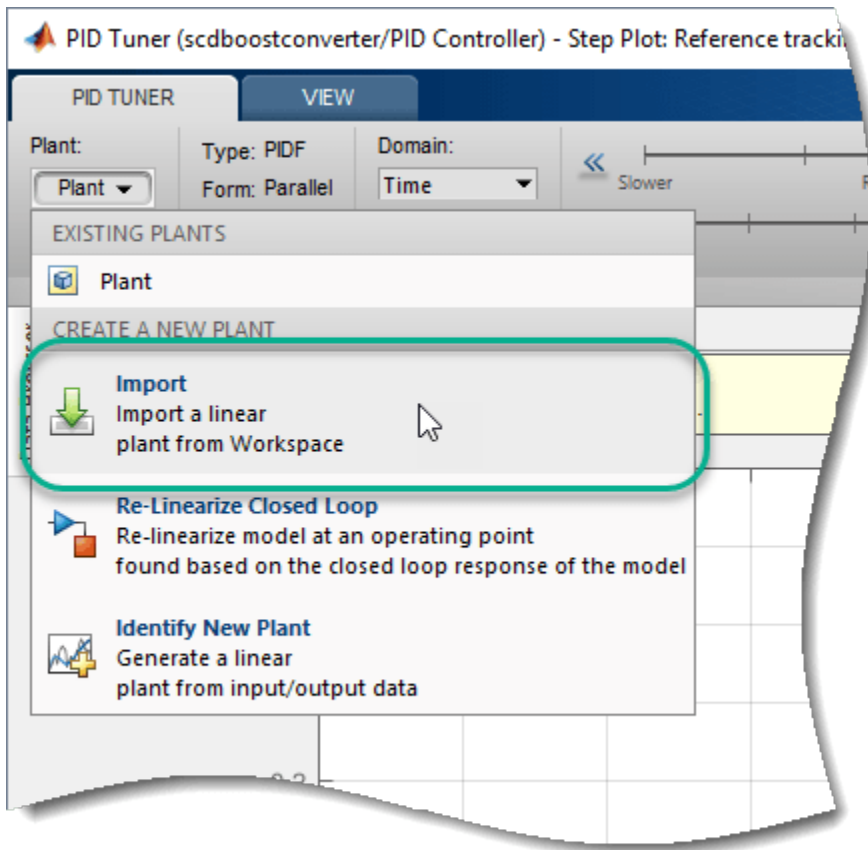 PID Tuner (scdboostconverter/PID Controller) - Step Plot: Reference
PID TUNER
VIEW
Plant:
Type: PIDF
Domain:
Plant
Form: Parallel
Time
Slower
EXISTING PLANTS
Plant
CREATE A NEW PLANT
Import
Import a linear
plant from Workspace
Re-Linearize Closed Loop
Re-linearize model at an operating point
found based on the closed loop response of the model
Identify New Plant
Generate a linear
plant from input/output data